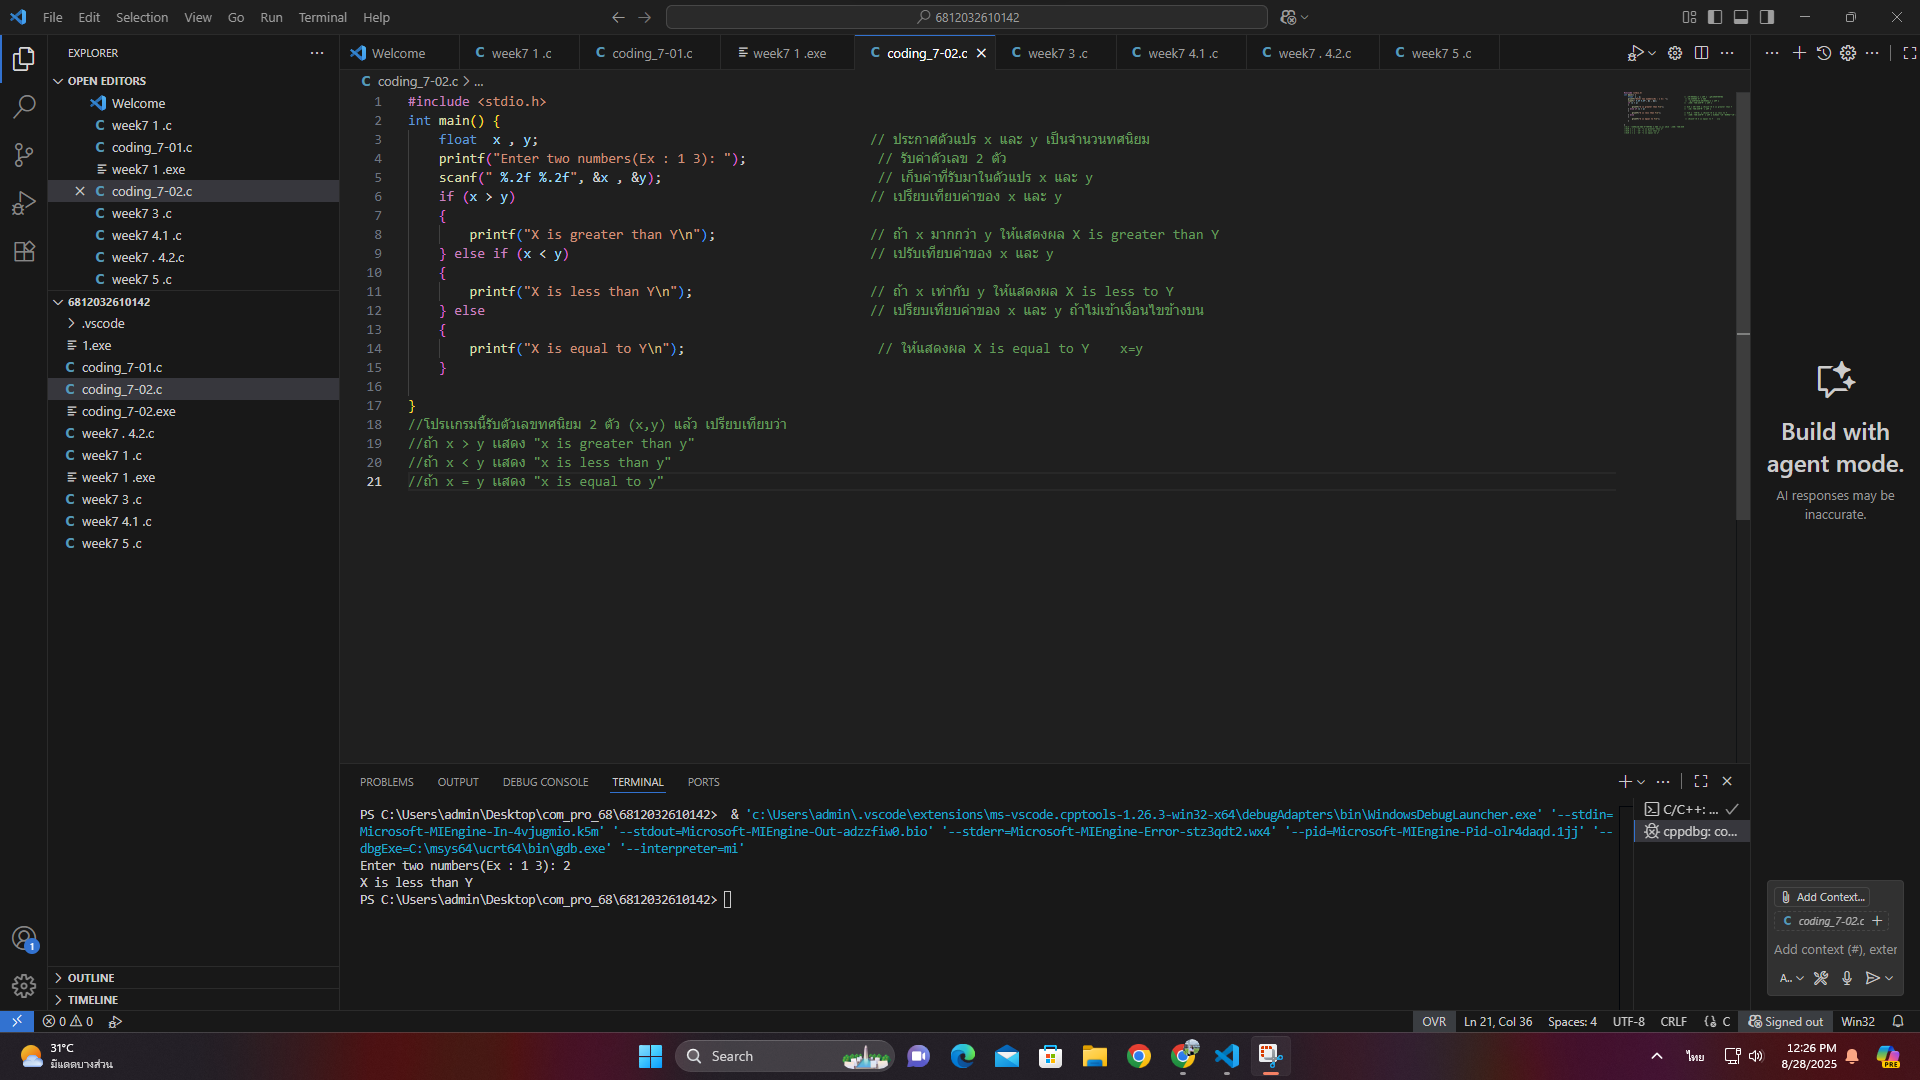 File Edit Selection View Go Run Terminal Help
6812032610142
EXPLORER
OPEN EDITORS
Welcome
week7 1 .c
coding_7-01.c
week7 1 .exe
coding_7-02.c
week7 3 .c
week7 4.1 .c
week7 . 4.2.c
week7 5 .c
6812032610142
.vscode
1.exe
coding_7-01.c
coding_7-02.c
coding_7-02.exe
week7 . 4.2.c
week7 1 .c
week7 1 .exe
week7 3 .c
week7 4.1 .c
week7 5 .c
OUTLINE
TIMELINE
Welcome week7 1 .c coding_7-01.c week7 1 .exe coding_7-02.c week7 3 .c week7 4.1 .c week7 . 4.2.c week7 5 .c
coding_7-02.c > ...
1 #include <stdio.h>
2 int main() {
3 float  x , y; // ประกาศตัวแปร x และ y เป็นจำนวนทศนิยม
4 printf("Enter two numbers(Ex : 1 3): "); // รับค่าตัวเลข 2 ตัว
5 scanf(" %.2f %.2f", &x , &y); // เก็บค่าที่รับมาในตัวแปร x และ y
6 if (x > y) // เปรียบเทียบค่าของ x และ y
7 {
8 printf("X is greater than Y\n"); // ถ้า x มากกว่า y ให้แสดงผล X is greater than Y
9 } else if (x < y) // เปรับเทียบค่าของ x และ y
10 {
11 printf("X is less than Y\n"); // ถ้า x เท่ากับ y ให้แสดงผล X is less to Y
12 } else // เปรียบเทียบค่าของ x และ y ถ้าไม่เข้าเงื่อนไขข้างบน
13 {
14 printf("X is equal to Y\n"); // ให้แสดงผล X is equal to Y    x=y
15 }
16
17 }
18 //โปรแกรมนี้รับตัวเลขทศนิยม 2 ตัว (x,y) แล้ว เปรียบเทียบว่า
19 //ถ้า x > y แสดง "x is greater than y"
20 //ถ้า x < y แสดง "x is less than y"
21 //ถ้า x = y แสดง "x is equal to y"
PROBLEMS OUTPUT DEBUG CONSOLE TERMINAL PORTS
PS C:\Users\admin\Desktop\com_pro_68\6812032610142>  & 'c:\Users\admin\.vscode\extensions\ms-vscode.cpptools-1.26.3-win32-x64\debugAdapters\bin\WindowsDebugLauncher.exe' '--stdin=
Microsoft-MIEngine-In-4vjugmio.k5m' '--stdout=Microsoft-MIEngine-Out-adzzfiw0.bio' '--stderr=Microsoft-MIEngine-Error-stz3qdt2.wx4' '--pid=Microsoft-MIEngine-Pid-olr4daqd.1jj' '--
dbgExe=C:\msys64\ucrt64\bin\gdb.exe' '--interpreter=mi'
Enter two numbers(Ex : 1 3): 2
X is less than Y
PS C:\Users\admin\Desktop\com_pro_68\6812032610142>
C/C++: ...
cppdbg: co...
Build with
agent mode.
AI responses may be
inaccurate.
Add Context...
coding_7-02.c
Add context (#), exter
A..
1
0 0
OVR Ln 21, Col 36 Spaces: 4 UTF-8 CRLF C Signed out Win32
31°C
มีแดดบางส่วน
Search
ไทย
12:26 PM
8/28/2025
PRE